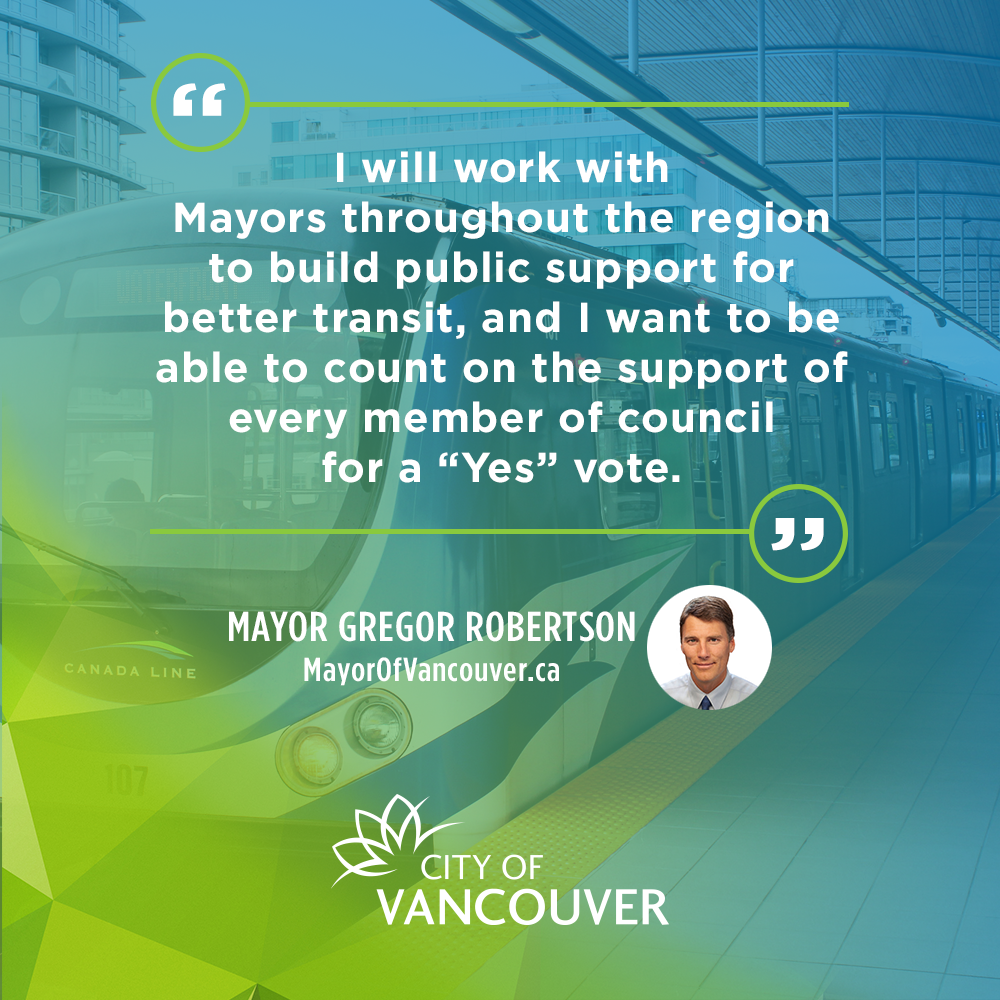 “
I will work with
Mayors throughout the region
to build public support for
better transit, and I want to be
able to count on the support of
every member of council
for a “Yes” vote.
”
MAYOR GREGOR ROBERTSON
MayorOfVancouver.ca
CANADA LINE
107
CITY OF
VANCOUVER